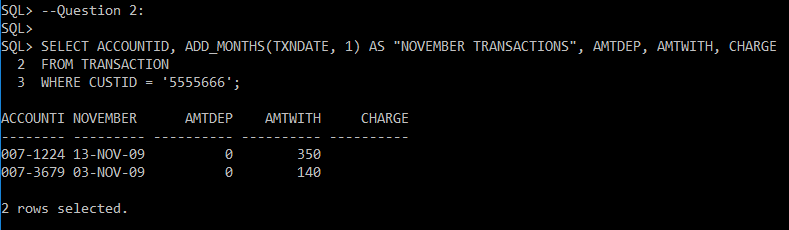 SQL> --Question 2:
SQL>
SQL> SELECT ACCOUNTID, ADD_MONTHS(TXNDATE, 1) AS "NOVEMBER TRANSACTIONS", AMTDEP, AMTWITH, CHARGE
  2  FROM TRANSACTION
  3  WHERE CUSTID = '5555666';

ACCOUNTI NOVEMBER      AMTDEP    AMTWITH     CHARGE
-------- --------- ---------- ---------- ----------
007-1224 13-NOV-09          0        350
007-3679 03-NOV-09          0        140

2 rows selected.